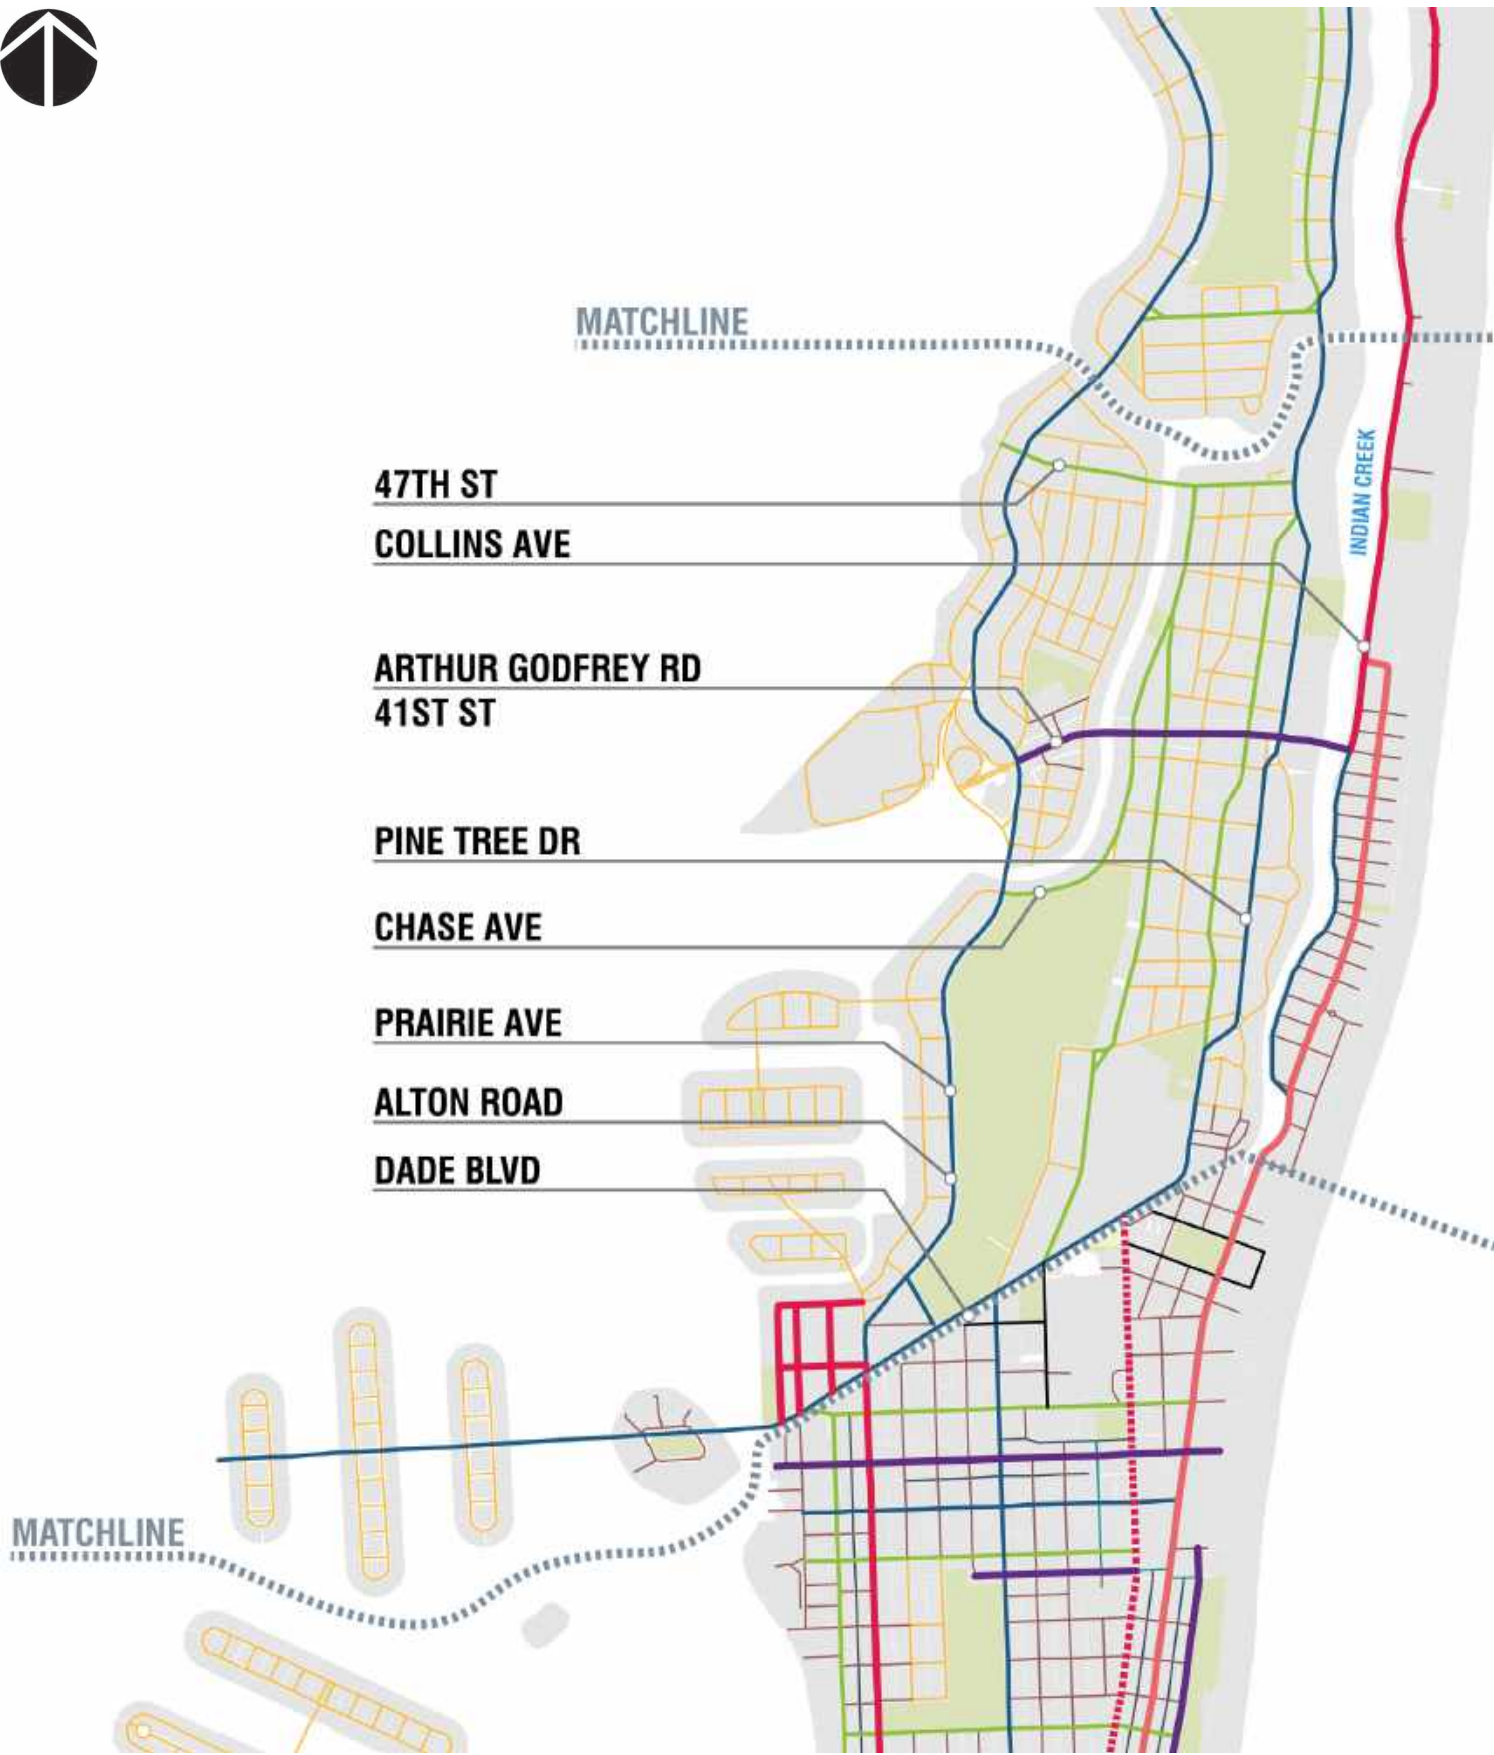 MATCHLINE
47TH ST
INDIAN CREEK
COLLINS AVE
ARTHUR GODFREY RD
41ST ST
PINE TREE DR
CHASE AVE
PRAIRIE AVE
ALTON ROAD
DADE BLVD
MATCHLINE